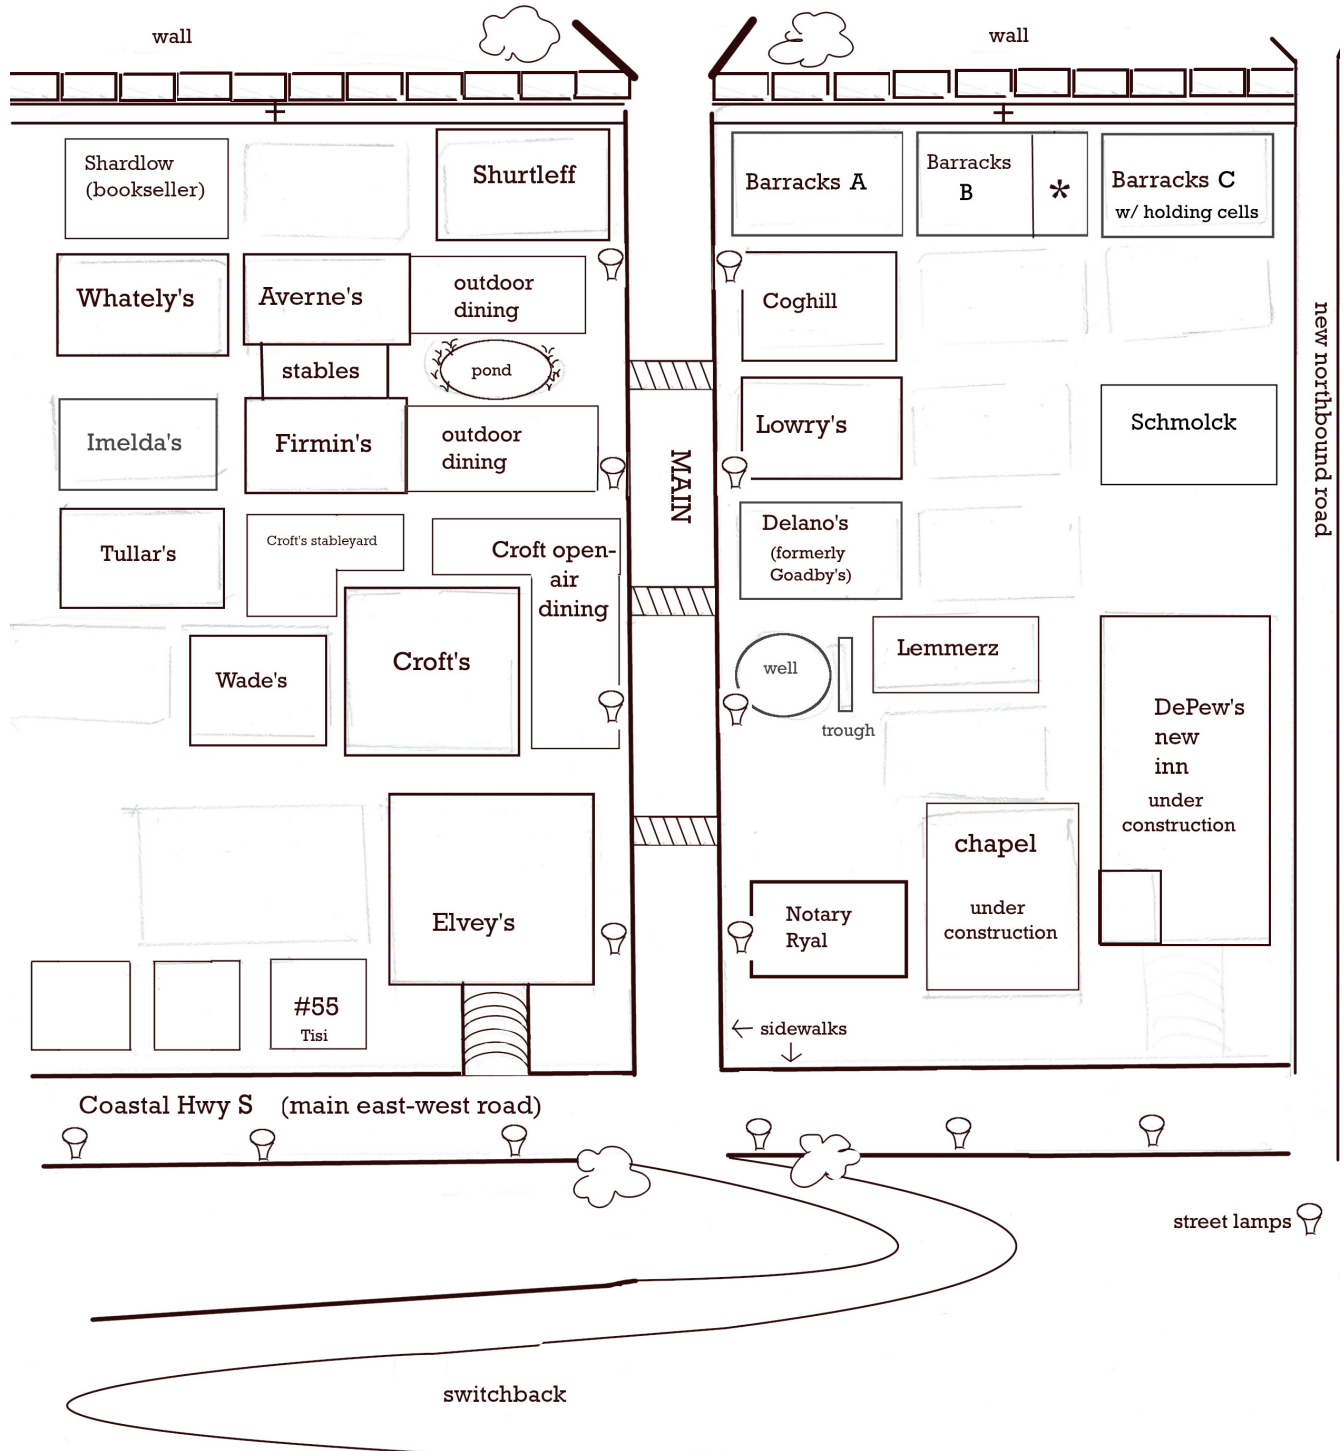 wall
wall
Shardlow
(bookseller)
Shurtleff
Barracks A
Barracks
B
*
Barracks C
w/ holding cells
Whately's
Averne's
outdoor
dining
Coghill
stables
pond
new northbound road
Imelda's
Firmin's
outdoor
dining
MAIN
Lowry's
Schmolck
Tullar's
Croft's stableyard
Croft open-
air
dining
Delano's
(formerly
Goadby's)
Wade's
Croft's
well
trough
Lemmerz
DePew's
new
inn
under
construction
Elvey's
Notary
Ryal
chapel
under
construction
#55
Tisi
sidewalks
Coastal Hwy S (main east-west road)
street lamps
switchback